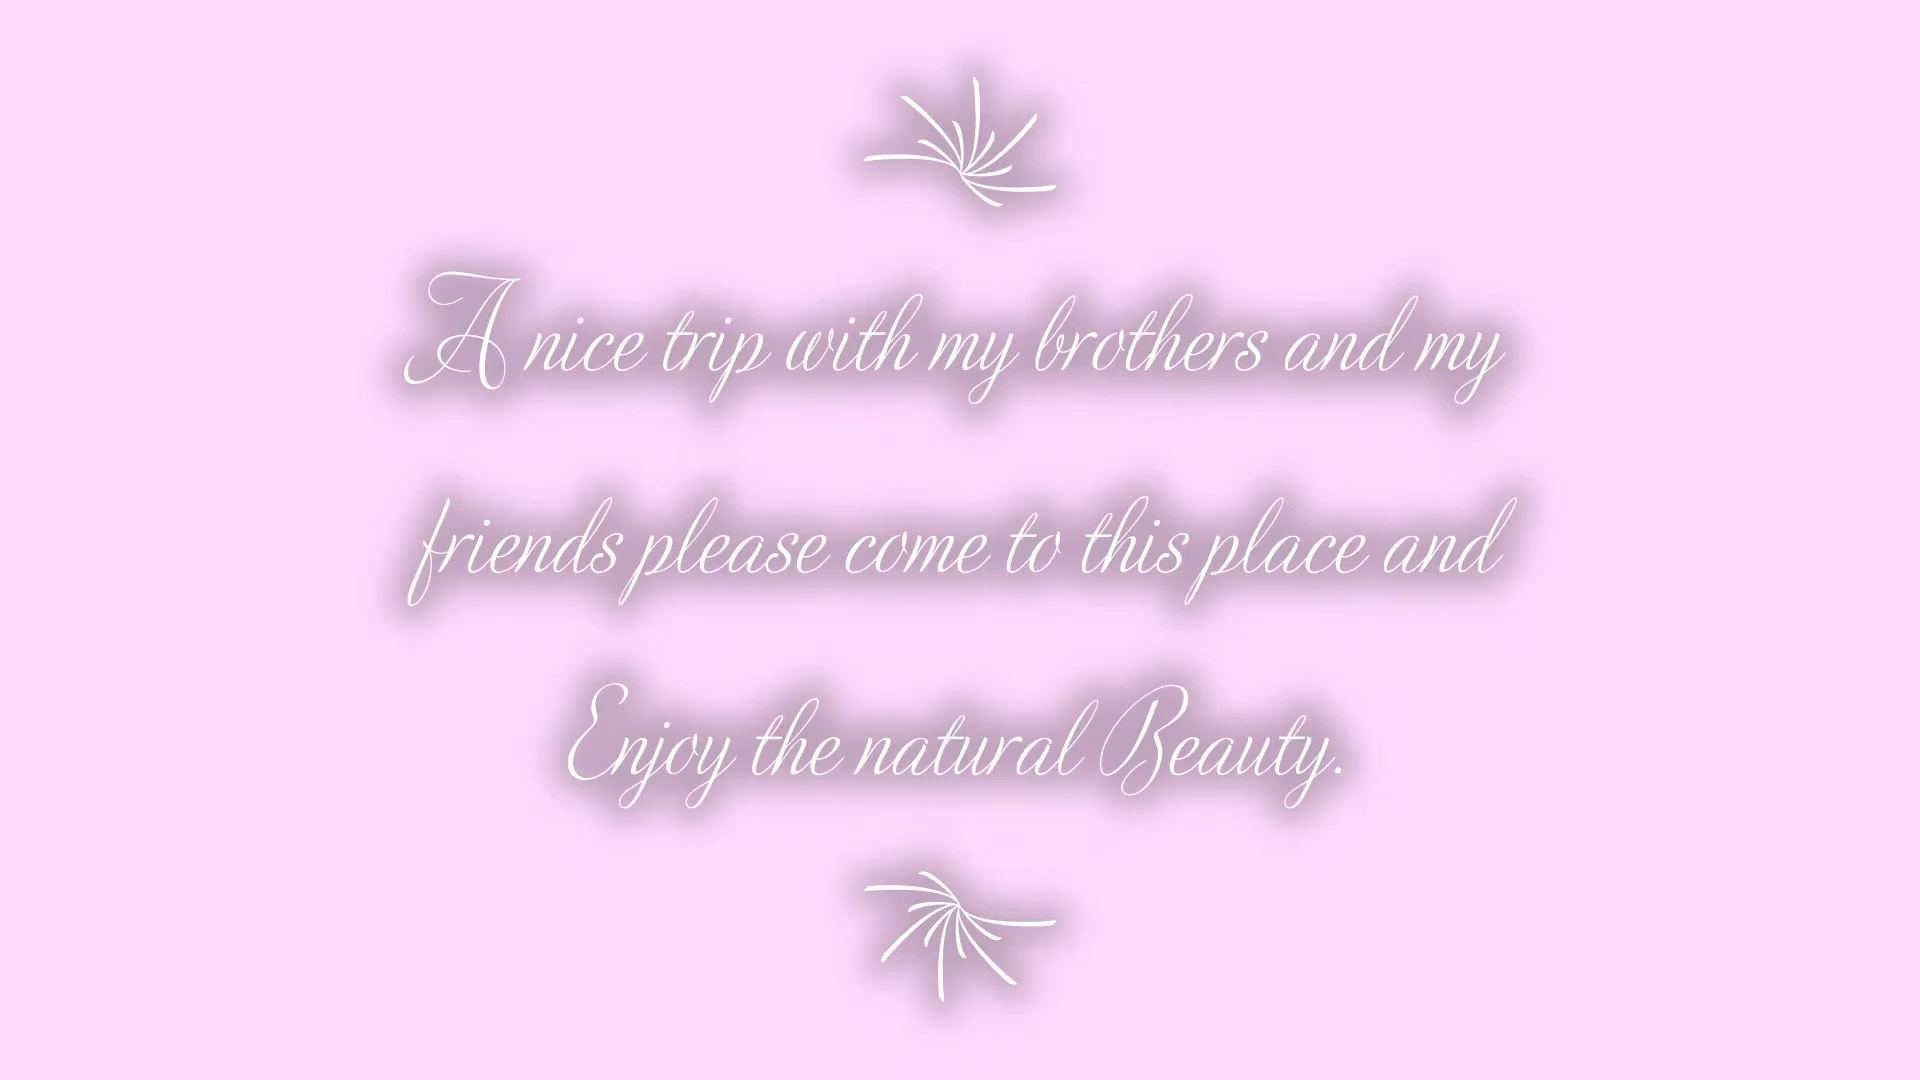 A nice trip with my brothers and my
friends please come to this place and
Enjoy the natural Beauty.